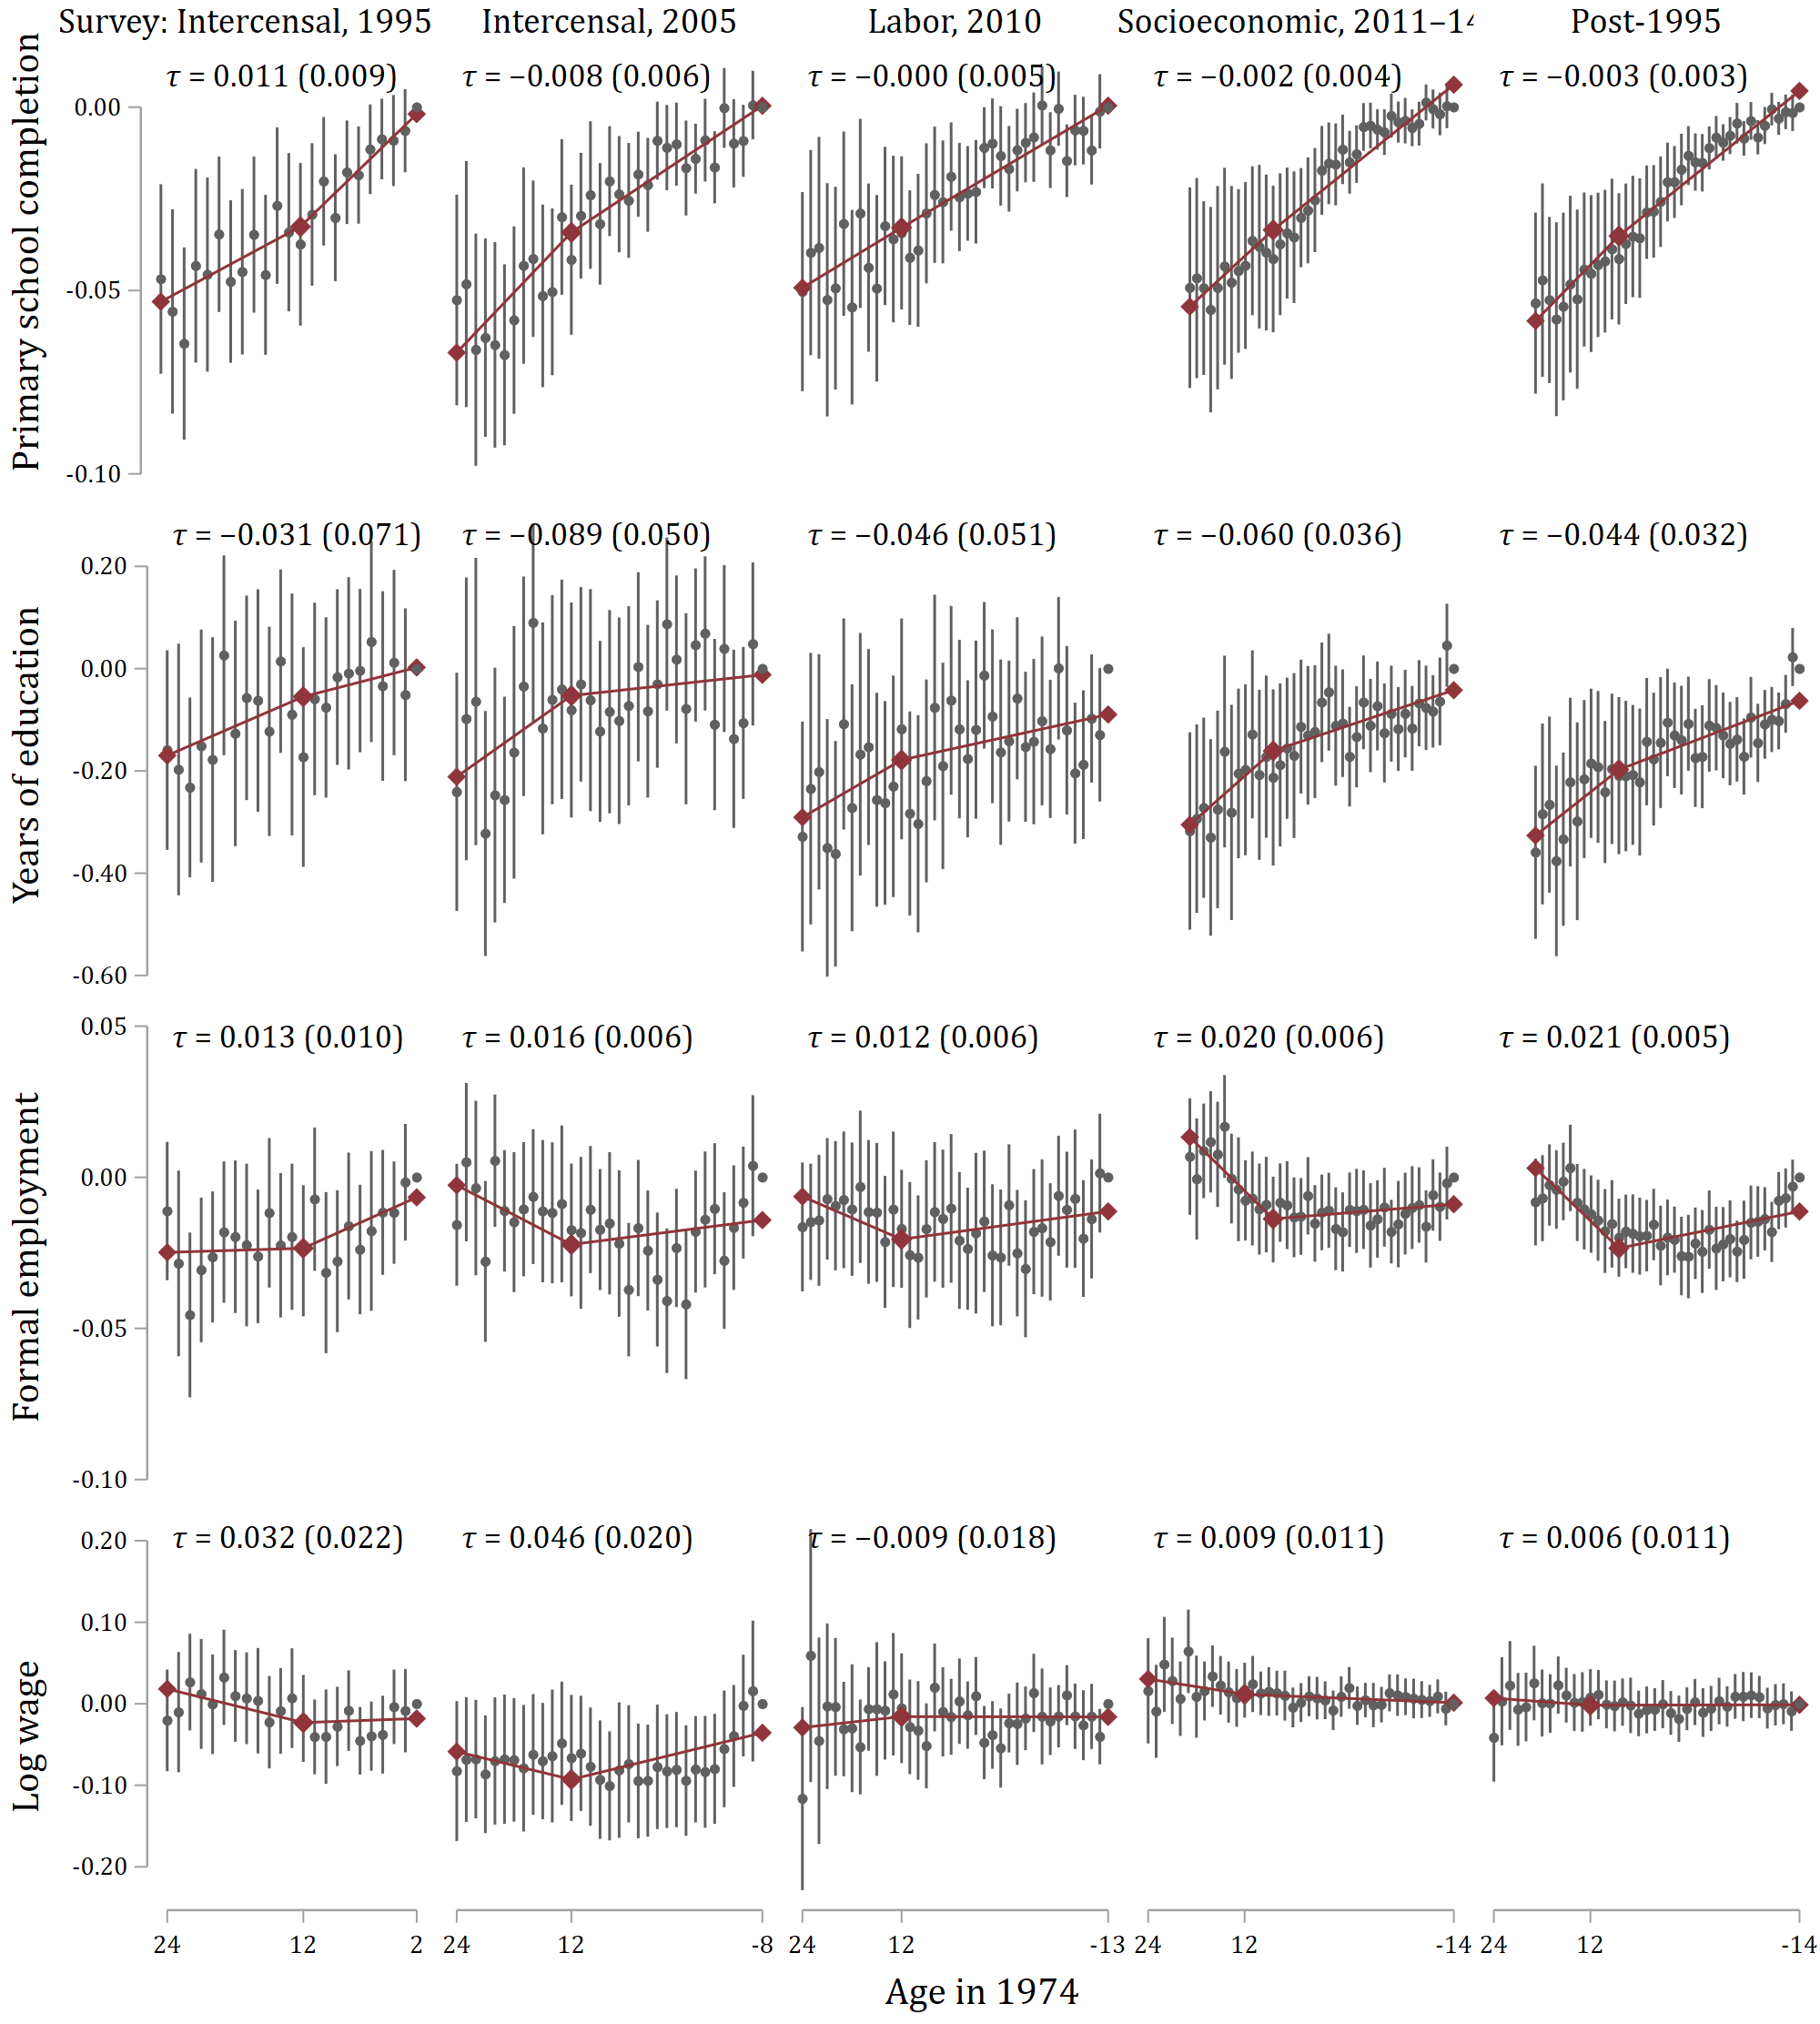 Survey: Intercensal, 1995 Intercensal, 2005 Labor, 2010 Socioeconomic, 2011–14 Post-1995
Primary school completion
τ = 0.011 (0.009) τ = −0.008 (0.006) τ = −0.000 (0.005) τ = −0.002 (0.004) τ = −0.003 (0.003)
0.00
-0.05
-0.10
Years of education
τ = −0.031 (0.071) τ = −0.089 (0.050) τ = −0.046 (0.051) τ = −0.060 (0.036) τ = −0.044 (0.032)
0.20
0.00
-0.20
-0.40
-0.60
Formal employment
0.05
τ = 0.013 (0.010) τ = 0.016 (0.006) τ = 0.012 (0.006) τ = 0.020 (0.006) τ = 0.021 (0.005)
0.00
-0.05
-0.10
Log wage
0.20
τ = 0.032 (0.022) τ = 0.046 (0.020) τ = −0.009 (0.018) τ = 0.009 (0.011) τ = 0.006 (0.011)
0.10
0.00
-0.10
-0.20
24 12 2 24 12 -8 24 12 -13 24 12 -14 24 12 -14
Age in 1974